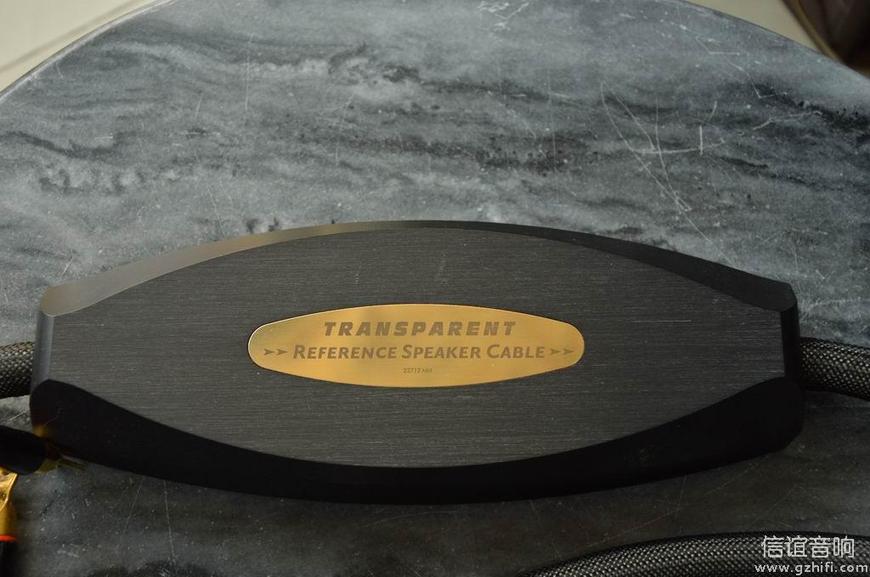 TRANSPARENT
➤➤ REFERENCE SPEAKER CABLE ➤➤
信谊音响
www.gzhifi.com